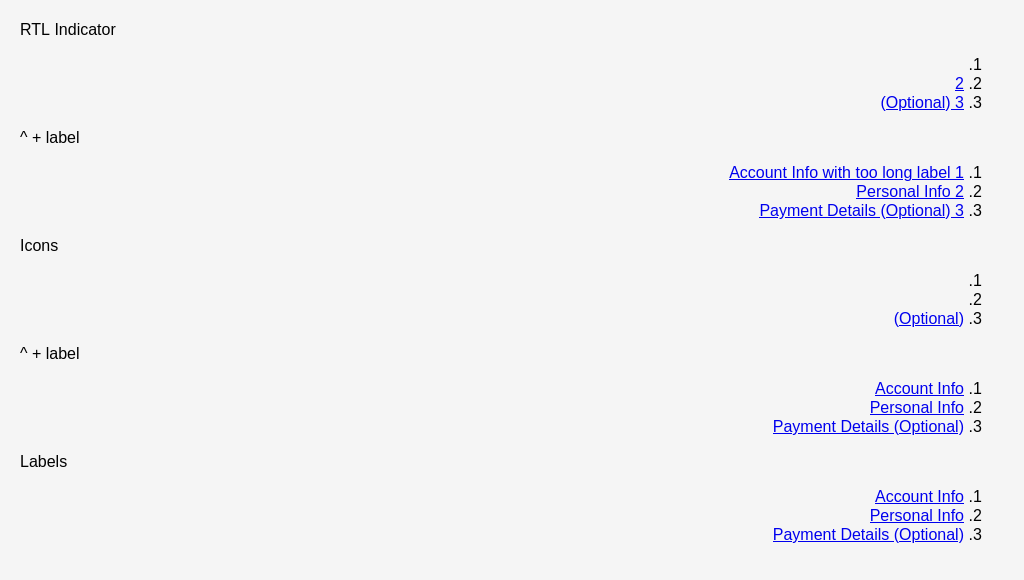 RTL Indicator
.1
2 .2
(Optional) 3 .3
^ + label
Account Info with too long label 1 .1
Personal Info 2 .2
Payment Details (Optional) 3 .3
Icons
.1
.2
(Optional) .3
^ + label
Account Info .1
Personal Info .2
Payment Details (Optional) .3
Labels
Account Info .1
Personal Info .2
Payment Details (Optional) .3